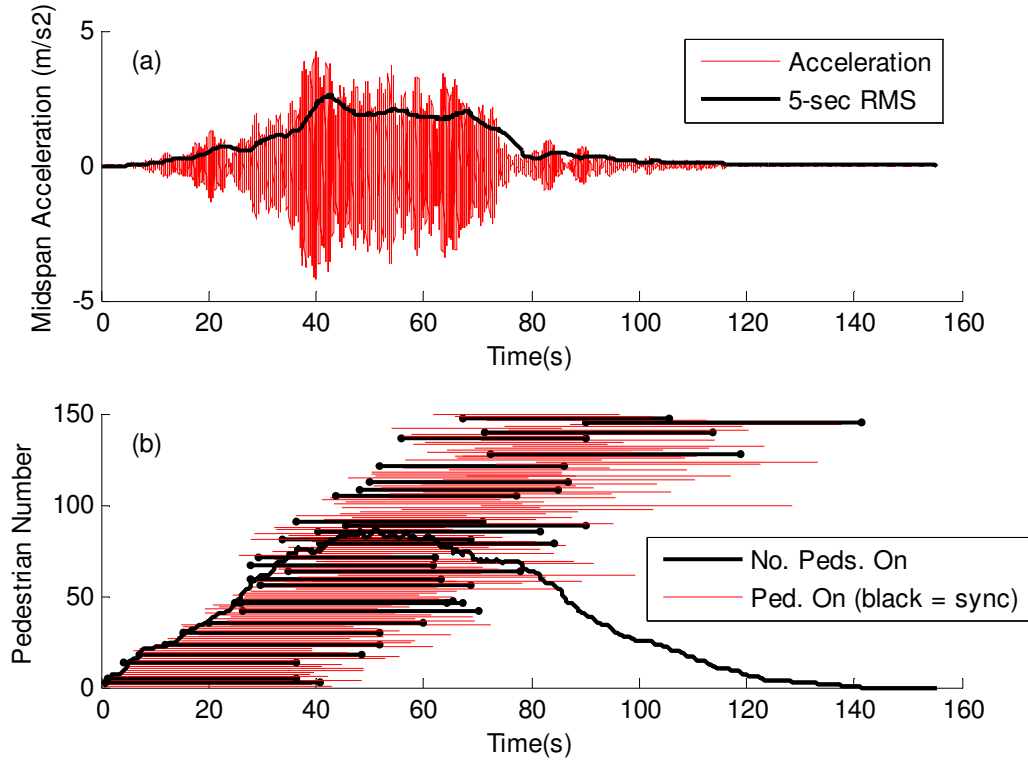 5
(a)
Acceleration
5-sec RMS
Midspan Acceleration (m/s2)
0
-5
0 20 40 60 80 100 120 140 160
Time(s)
150
(b)
100
Pedestrian Number
No. Peds. On
Ped. On (black = sync)
50
0
0 20 40 60 80 100 120 140 160
Time(s)